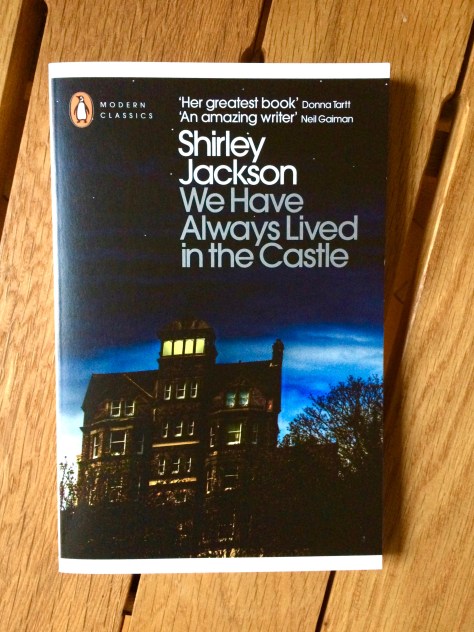 MODERN
CLASSICS
'Her greatest book' Donna Tartt
'An amazing writer' Neil Gaiman
Shirley
Jackson
We Have
Always Lived
in the Castle